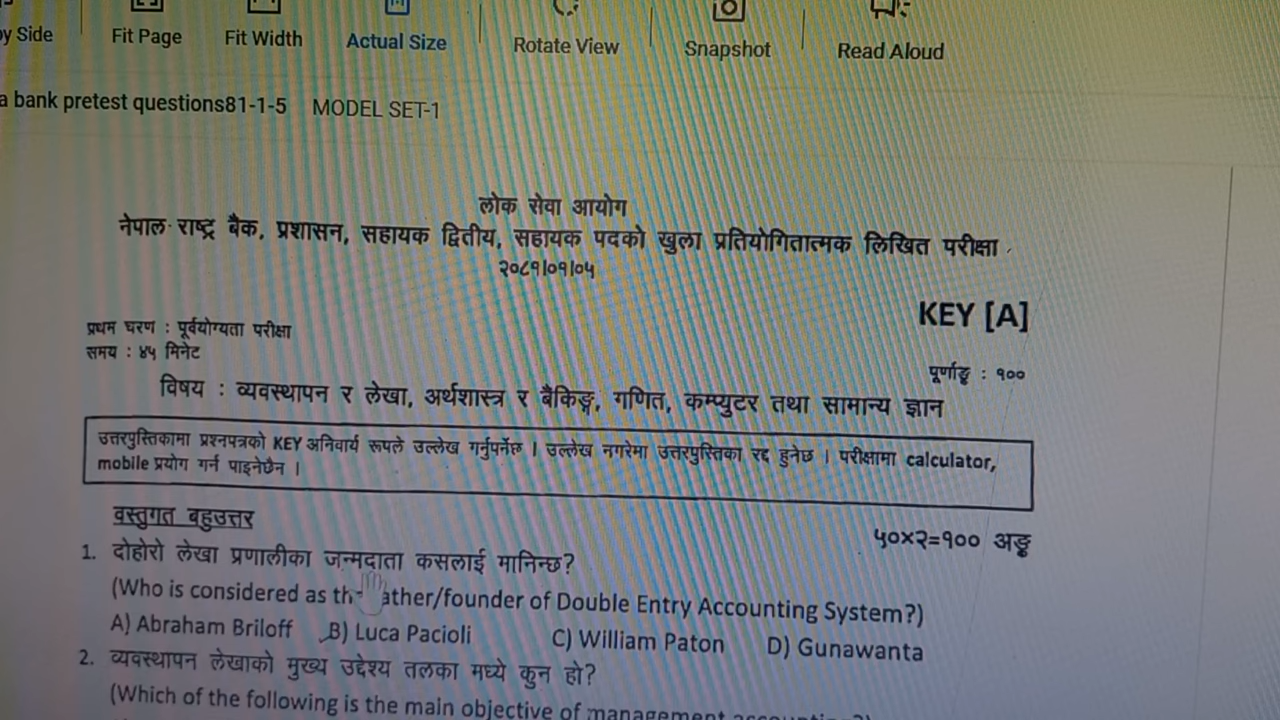 y Side Fit Page Fit Width Actual Size Rotate View Snapshot Read Aloud
a bank pretest questions81-1-5 MODEL SET-1
लोक सेवा आयोग
नेपाल राष्ट्र बैंक, प्रशासन, सहायक द्वितीय, सहायक पदको खुला प्रतियोगितात्मक लिखित परीक्षा
२०८१।०१।०५
KEY [A]
प्रथम चरण : पूर्वयोग्यता परीक्षा
समय : ४५ मिनेट
पूर्णाङ्क : १००
विषय : व्यवस्थापन र लेखा, अर्थशास्त्र र बैकिङ्ग, गणित, कम्प्युटर तथा सामान्य ज्ञान
उत्तरपुस्तिकामा प्रश्नपत्रको KEY अनिवार्य रूपले उल्लेख गर्नुपर्नेछ । उल्लेख नगरेमा उत्तरपुस्तिका रद्द हुनेछ । परीक्षामा calculator,
mobile प्रयोग गर्न पाइनेछैन ।
वस्तुगत बहुउत्तर
५०×२=१०० अङ्क
1. दोहोरो लेखा प्रणालीका जन्मदाता कसलाई मानिन्छ?
(Who is considered as th ather/founder of Double Entry Accounting System?)
A) Abraham Briloff B) Luca Pacioli C) William Paton D) Gunawanta
2. व्यवस्थापन लेखाको मुख्य उद्देश्य तलका मध्ये कुन हो?
(Which of the following is the main objective of management